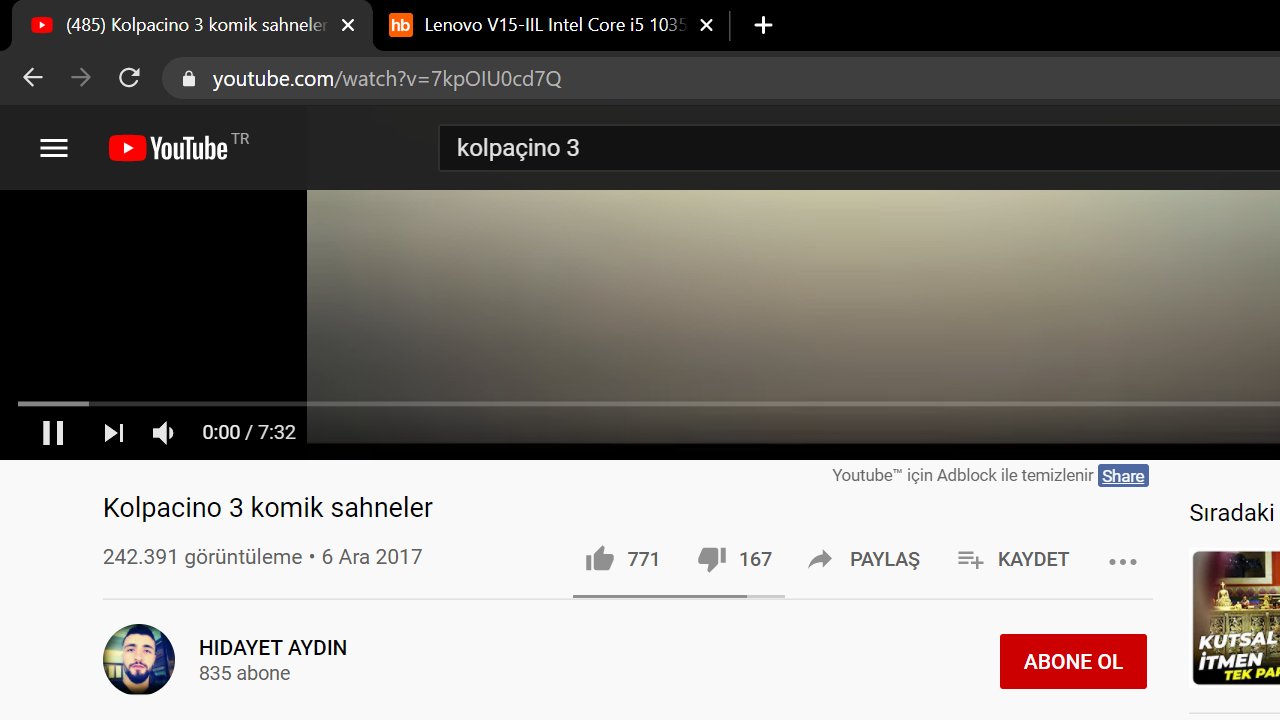 (485) Kolpacino 3 komik sahneler
hb Lenovo V15-IIL Intel Core i5 1035
youtube.com/watch?v=7kpOIU0cd7Q
YouTube TR
kolpaçino 3
0:00 / 7:32
Youtube™ için Adblock ile temizlenir Share
Kolpacino 3 komik sahneler
242.391 görüntüleme • 6 Ara 2017
771 167 PAYLAŞ KAYDET
HIDAYET AYDIN
835 abone
ABONE OL
Sıradaki
KUTSAL
İTMEN
TEK PAR